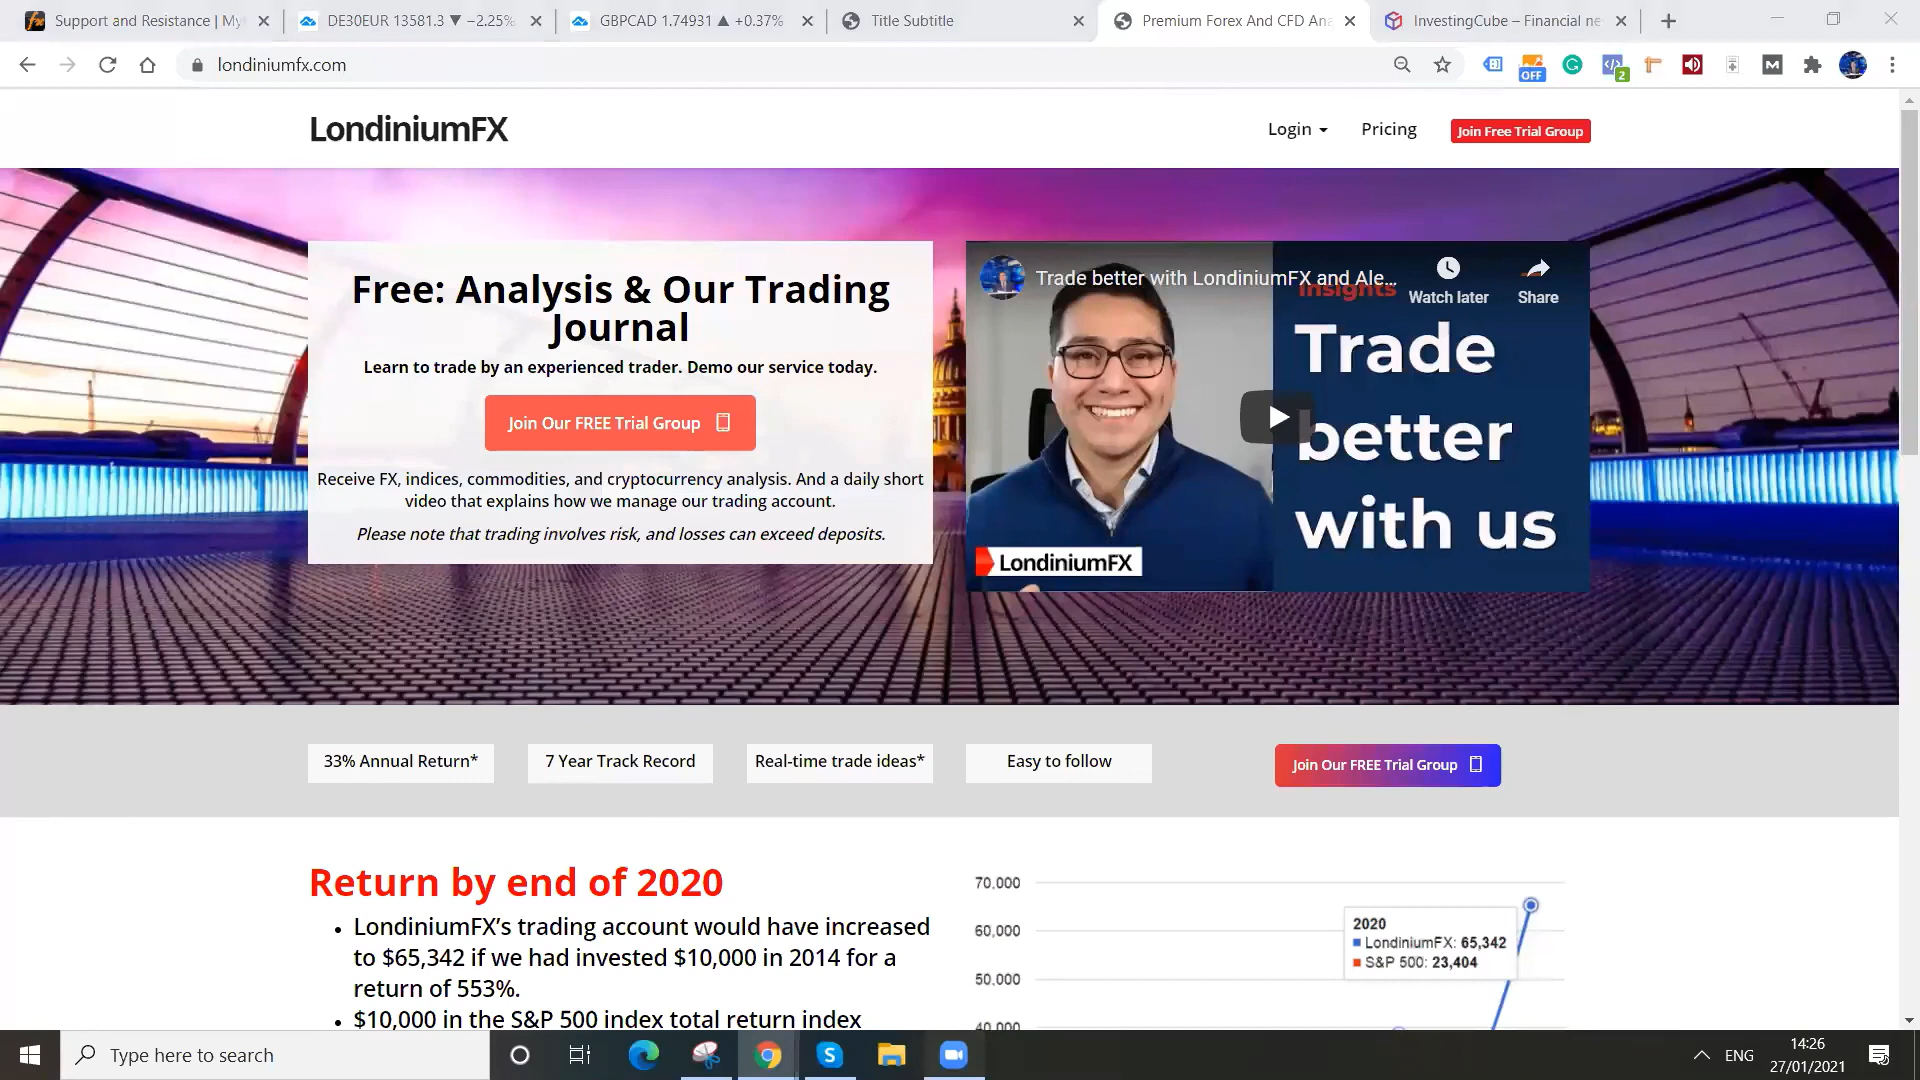 Support and Resistance | My
DE30EUR 13581.3 ▼ −2.25%
GBPCAD 1.74931 ▲ +0.37%
Title Subtitle
Premium Forex And CFD Ana
InvestingCube – Financial ne
londiniumfx.com
OFF
2
LondiniumFX
Login
Pricing
Join Free Trial Group
Free: Analysis & Our Trading
Journal
Learn to trade by an experienced trader. Demo our service today.
Join Our FREE Trial Group
Receive FX, indices, commodities, and cryptocurrency analysis. And a daily short
video that explains how we manage our trading account.
Please note that trading involves risk, and losses can exceed deposits.
Trade better with LondiniumFX and Ale...
Watch later
Share
Insights
Trade
better
with us
LondiniumFX
33% Annual Return*
7 Year Track Record
Real-time trade ideas*
Easy to follow
Join Our FREE Trial Group
Return by end of 2020
• LondiniumFX’s trading account would have increased
to $65,342 if we had invested $10,000 in 2014 for a
return of 553%.
• $10,000 in the S&P 500 index total return index
70,000
60,000
50,000
40,000
2020
LondiniumFX: 65,342
S&P 500: 23,404
Type here to search
ENG
14:26
27/01/2021